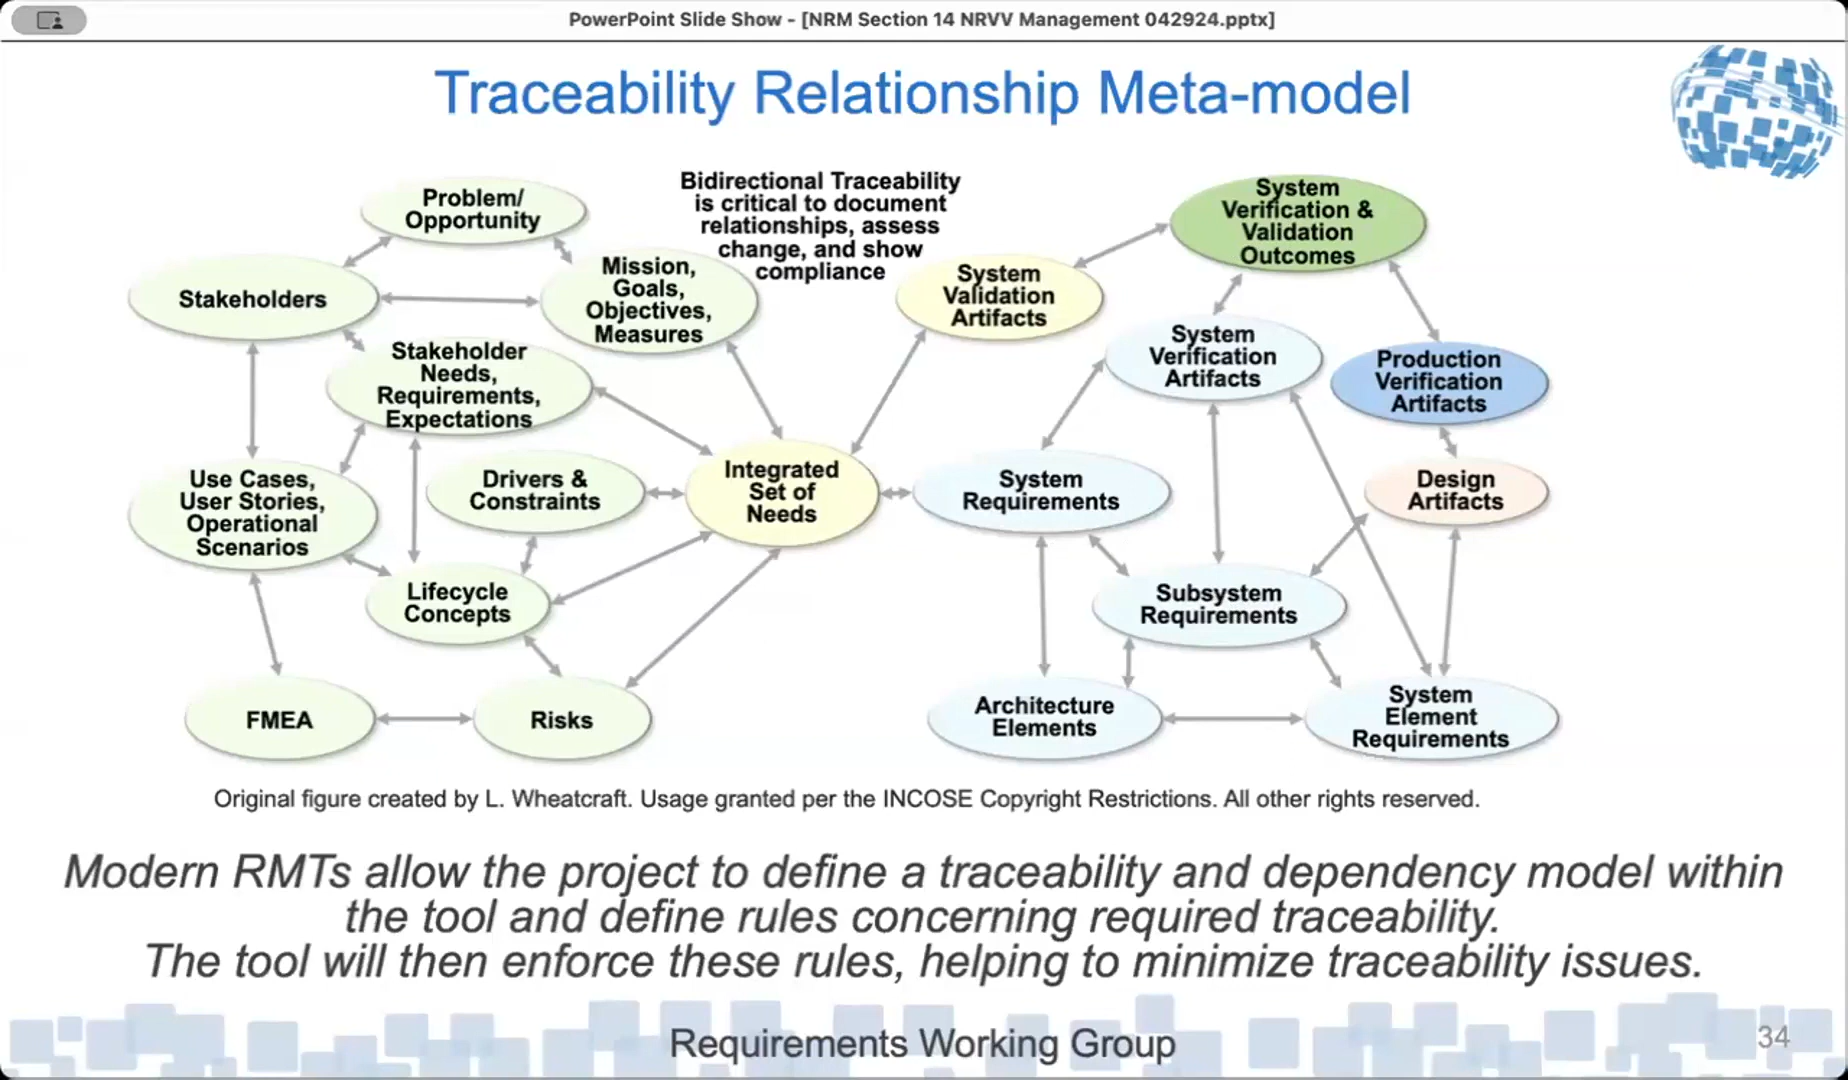 PowerPoint Slide Show - [NRM Section 14 NRVV Management 042924.pptx]
Traceability Relationship Meta-model
Problem/
Opportunity
Bidirectional Traceability
is critical to document
relationships, assess
change, and show
compliance
System
Verification &
Validation
Outcomes
Stakeholders
Mission,
Goals,
Objectives,
Measures
System
Validation
Artifacts
System
Verification
Artifacts
Production
Verification
Artifacts
Stakeholder
Needs,
Requirements,
Expectations
Use Cases,
User Stories,
Operational
Scenarios
Drivers &
Constraints
Integrated
Set of
Needs
System
Requirements
Design
Artifacts
Lifecycle
Concepts
Subsystem
Requirements
FMEA
Risks
Architecture
Elements
System
Element
Requirements
Original figure created by L. Wheatcraft. Usage granted per the INCOSE Copyright Restrictions. All other rights reserved.
Modern RMTs allow the project to define a traceability and dependency model within
the tool and define rules concerning required traceability.
The tool will then enforce these rules, helping to minimize traceability issues.
Requirements Working Group
34